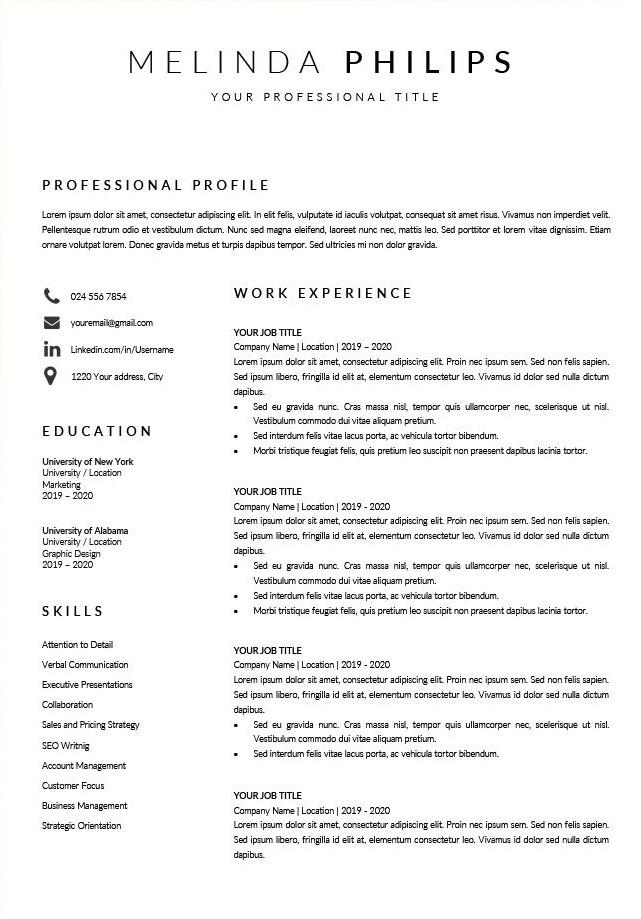 MELINDA PHILIPS
YOUR PROFESSIONAL TITLE
PROFESSIONAL PROFILE
Lorem ipsum dolor sit amet, consectetur adipiscing elit. In elit felis, vulputate id iaculis volutpat, consequat sit amet risus. Vivamus non imperdiet velit.
Pellentesque rutrum odio et vestibulum dictum. Nunc sed magna eleifend, laoreet nunc nec, mattis leo. Sed porttitor et lorem vitae dignissim. Etiam
ornare volutpat lorem. Donec gravida metus et turpis dapibus tempor. Sed ultricies mi non dolor gravida.
024 556 7854
youremail@gmail.com
Linkedin.com/in/Username
1220 Your address, City
EDUCATION
University of New York
University / Location
Marketing
2019 – 2020
University of Alabama
University / Location
Graphic Design
2019 – 2020
SKILLS
Attention to Detail
Verbal Communication
Executive Presentations
Collaboration
Sales and Pricing Strategy
SEO Writnig
Account Management
Customer Focus
Business Management
Strategic Orientation
WORK EXPERIENCE
YOUR JOB TITLE
Company Name | Location | 2019 – 2020
Lorem ipsum dolor sit amet, consectetur adipiscing elit. Proin nec ipsum sem. Sed non felis sapien.
Sed ipsum libero, fringilla id elit at, elementum consectetur leo. Vivamus id dolor sed nulla dictum
dapibus.
• Sed eu gravida nunc. Cras massa nisl, tempor quis ullamcorper nec, scelerisque ut nisl.
Vestibulum commodo dui vitae aliquam pretium.
• Sed interdum felis vitae lacus porta, ac vehicula tortor bibendum.
• Morbi tristique feugiat felis, quis pretium leo suscipit non praesent dapibus lacinia tortor.
YOUR JOB TITLE
Company Name | Location | 2019 - 2020
Lorem ipsum dolor sit amet, consectetur adipiscing elit. Proin nec ipsum sem. Sed non felis sapien.
Sed ipsum libero, fringilla id elit at, elementum consectetur leo. Vivamus id dolor sed nulla dictum
dapibus.
• Sed eu gravida nunc. Cras massa nisl, tempor quis ullamcorper nec, scelerisque ut nisl.
Vestibulum commodo dui vitae aliquam pretium.
• Sed interdum felis vitae lacus porta, ac vehicula tortor bibendum.
• Morbi tristique feugiat felis, quis pretium leo suscipit non praesent dapibus lacinia tortor.
YOUR JOB TITLE
Company Name | Location | 2019 - 2020
Lorem ipsum dolor sit amet, consectetur adipiscing elit. Proin nec ipsum sem. Sed non felis sapien.
Sed ipsum libero, fringilla id elit at, elementum consectetur leo. Vivamus id dolor sed nulla dictum
dapibus.
• Sed eu gravida nunc. Cras massa nisl, tempor quis ullamcorper nec, scelerisque ut nisl.
Vestibulum commodo dui vitae aliquam pretium.
• Sed interdum felis vitae lacus porta, ac vehicula tortor bibendum.
YOUR JOB TITLE
Company Name | Location | 2019 - 2020
Lorem ipsum dolor sit amet, consectetur adipiscing elit. Proin nec ipsum sem. Sed non felis sapien.
Sed ipsum libero, fringilla id elit at, elementum consectetur leo. Vivamus id dolor sed nulla dictum
dapibus.